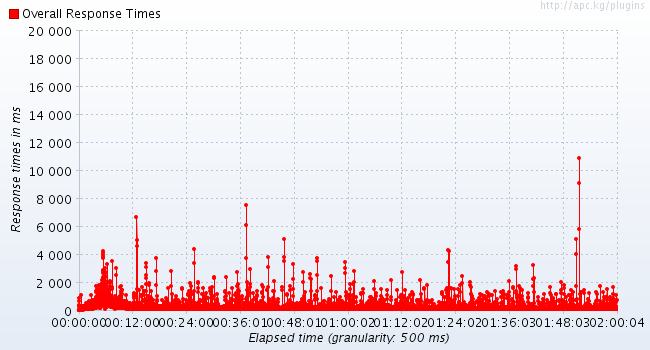 http://apc.kg/plugins
Overall Response Times
20 000
18 000
16 000
14 000
12 000
10 000
8 000
6 000
4 000
2 000
0
Response times in ms
00:00:00 00:12:00 00:24:00 00:36:01 00:48:01 01:00:02 01:12:02 01:24:02 01:36:03 01:48:03 02:00:04
Elapsed time (granularity: 500 ms)